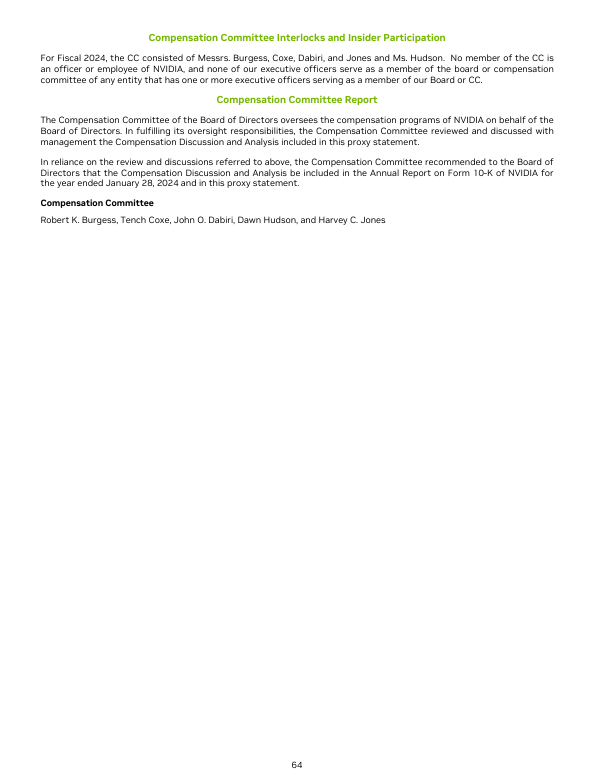 Compensation Committee Interlocks and Insider Participation
For Fiscal 2024, the CC consisted of Messrs. Burgess, Coxe, Dabiri, and Jones and Ms. Hudson.  No member of the CC is
an officer or employee of NVIDIA, and none of our executive officers serve as a member of the board or compensation
committee of any entity that has one or more executive officers serving as a member of our Board or CC.
Compensation Committee Report
The Compensation Committee of the Board of Directors oversees the compensation programs of NVIDIA on behalf of the
Board of Directors. In fulfilling its oversight responsibilities, the Compensation Committee reviewed and discussed with
management the Compensation Discussion and Analysis included in this proxy statement.
In reliance on the review and discussions referred to above, the Compensation Committee recommended to the Board of
Directors that the Compensation Discussion and Analysis be included in the Annual Report on Form 10-K of NVIDIA for
the year ended January 28, 2024 and in this proxy statement.
Compensation Committee
Robert K. Burgess, Tench Coxe, John O. Dabiri, Dawn Hudson, and Harvey C. Jones
64